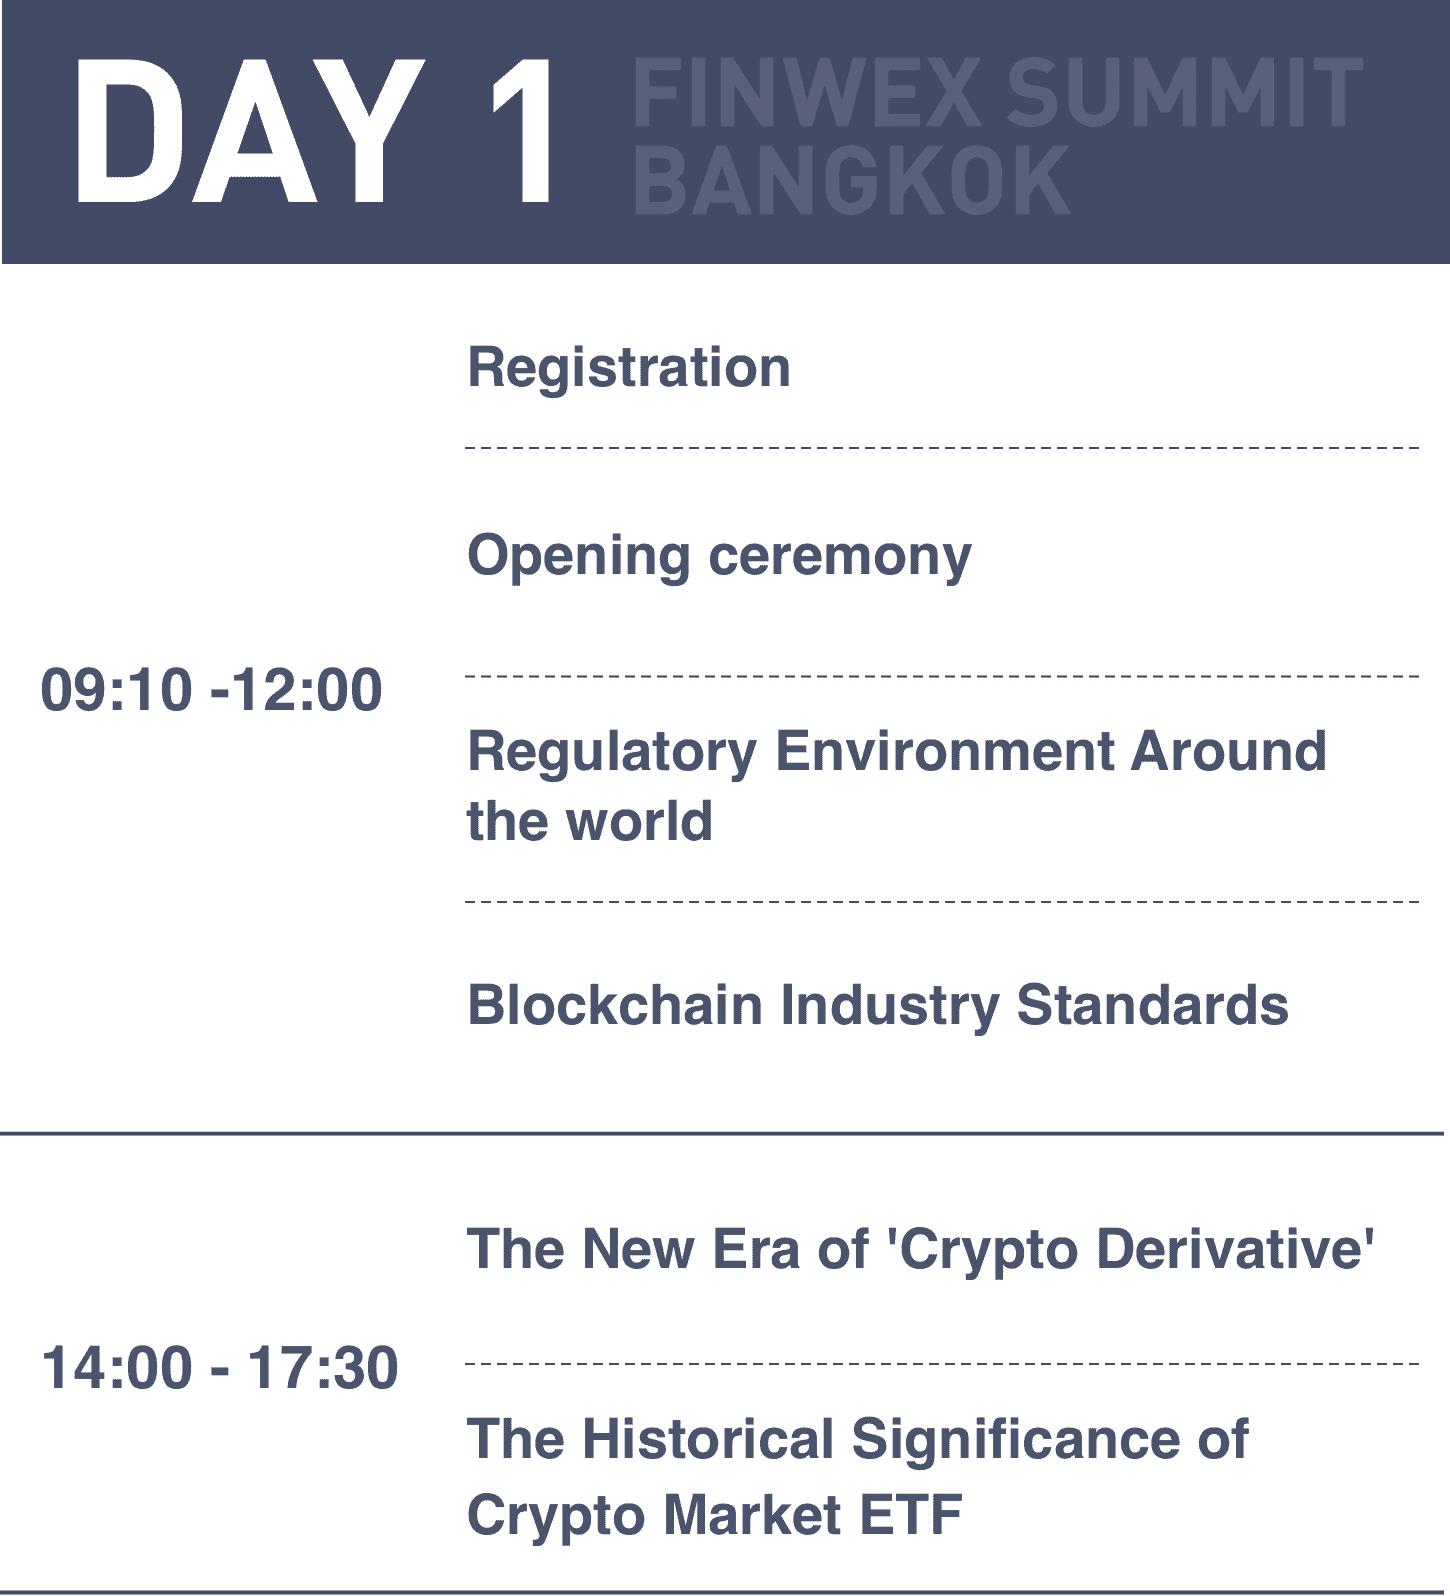 DAY 1
FINWEX SUMMIT
BANGKOK
Registration
Opening ceremony
09:10 -12:00
Regulatory Environment Around
the world
Blockchain Industry Standards
The New Era of 'Crypto Derivative'
14:00 - 17:30
The Historical Significance of
Crypto Market ETF